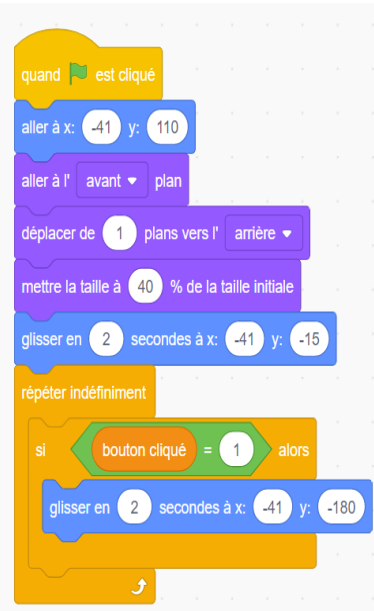 quand est cliqué
aller à x: -41 y: 110
aller à l' avant plan
déplacer de 1 plans vers l' arrière
mettre la taille à 40 % de la taille initiale
glisser en 2 secondes à x: -41 y: -15
répéter indéfiniment
si bouton cliqué = 1 alors
glisser en 2 secondes à x: -41 y: -180